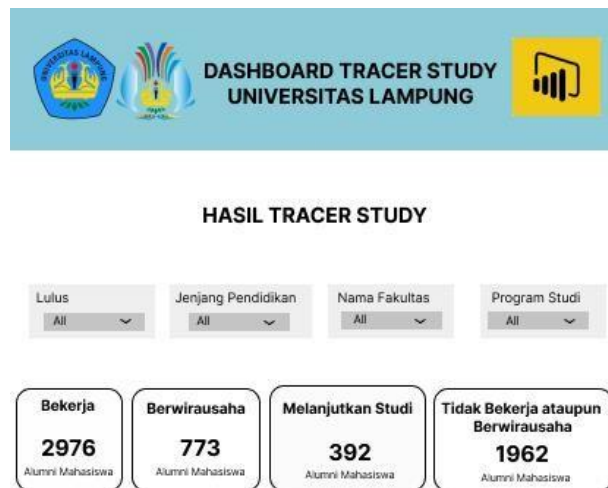 UNIVERSITAS LAMPUNG
DASHBOARD TRACER STUDY
UNIVERSITAS LAMPUNG
HASIL TRACER STUDY
Lulus
All
Jenjang Pendidikan
All
Nama Fakultas
All
Program Studi
All
Bekerja
2976
Alumni Mahasiswa
Berwirausaha
773
Alumni Mahasiswa
Melanjutkan Studi
392
Alumni Mahasiswa
Tidak Bekerja ataupun
Berwirausaha
1962
Alumni Mahasiswa